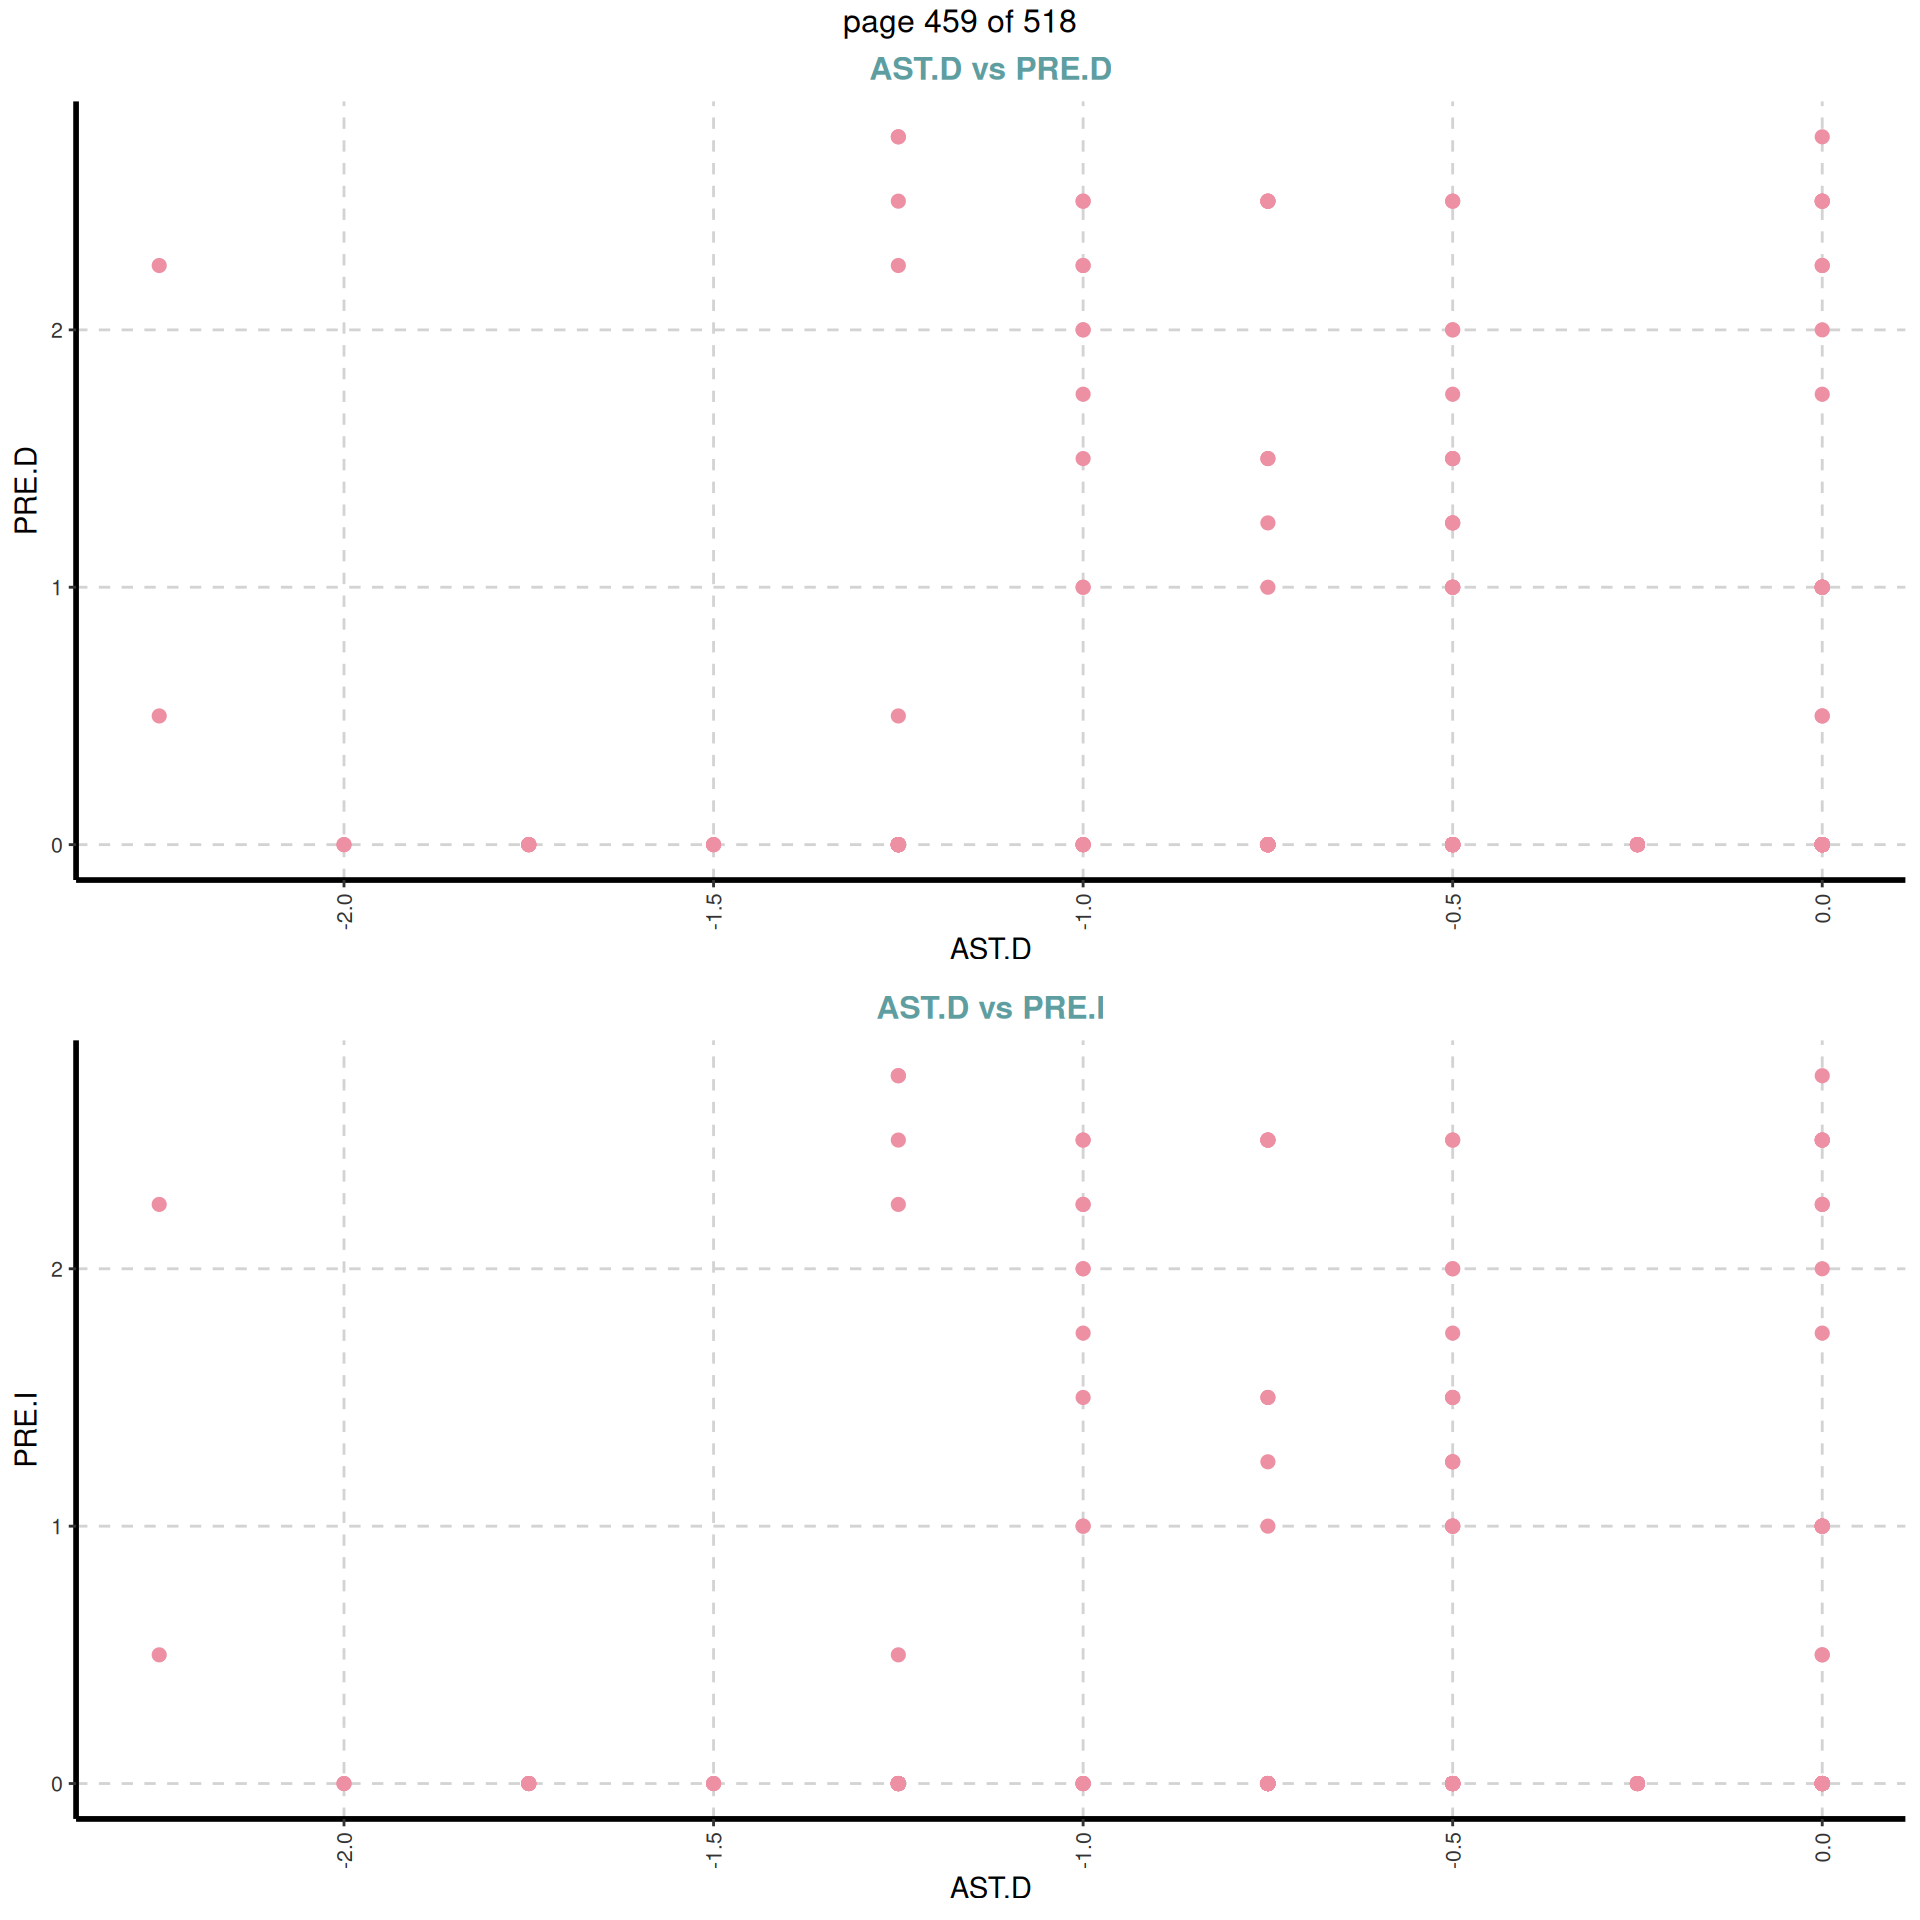 page 459 of 518
AST.D vs PRE.D
PRE.D
2
1
0
-2.0 -1.5 -1.0 -0.5 0.0
AST.D
AST.D vs PRE.I
PRE.I
2
1
0
-2.0 -1.5 -1.0 -0.5 0.0
AST.D